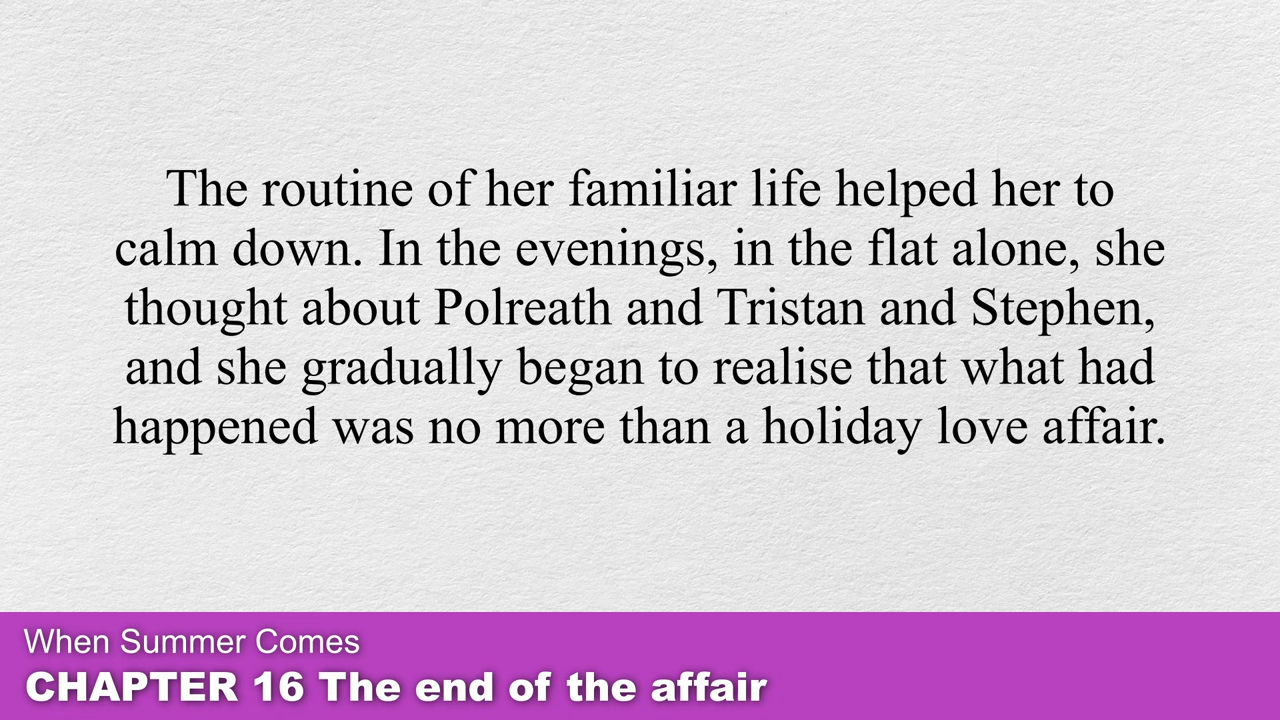 The routine of her familiar life helped her to
calm down. In the evenings, in the flat alone, she
thought about Polreath and Tristan and Stephen,
and she gradually began to realise that what had
happened was no more than a holiday love affair.
When Summer Comes
CHAPTER 16 The end of the affair